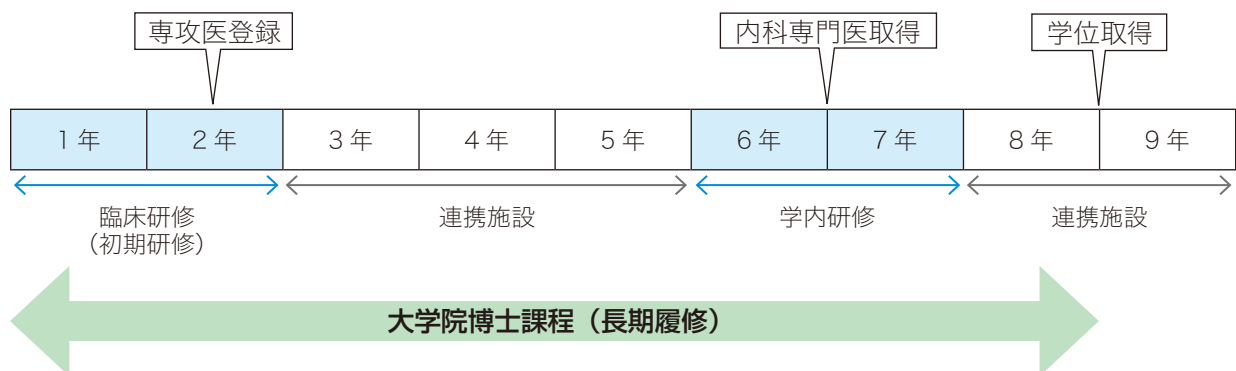 専攻医登録
内科専門医取得
学位取得
1 年
2 年
3 年
4 年
5 年
6 年
7 年
8 年
9 年
臨床研修
（初期研修）
連携施設
学内研修
連携施設
大学院博士課程（長期履修）